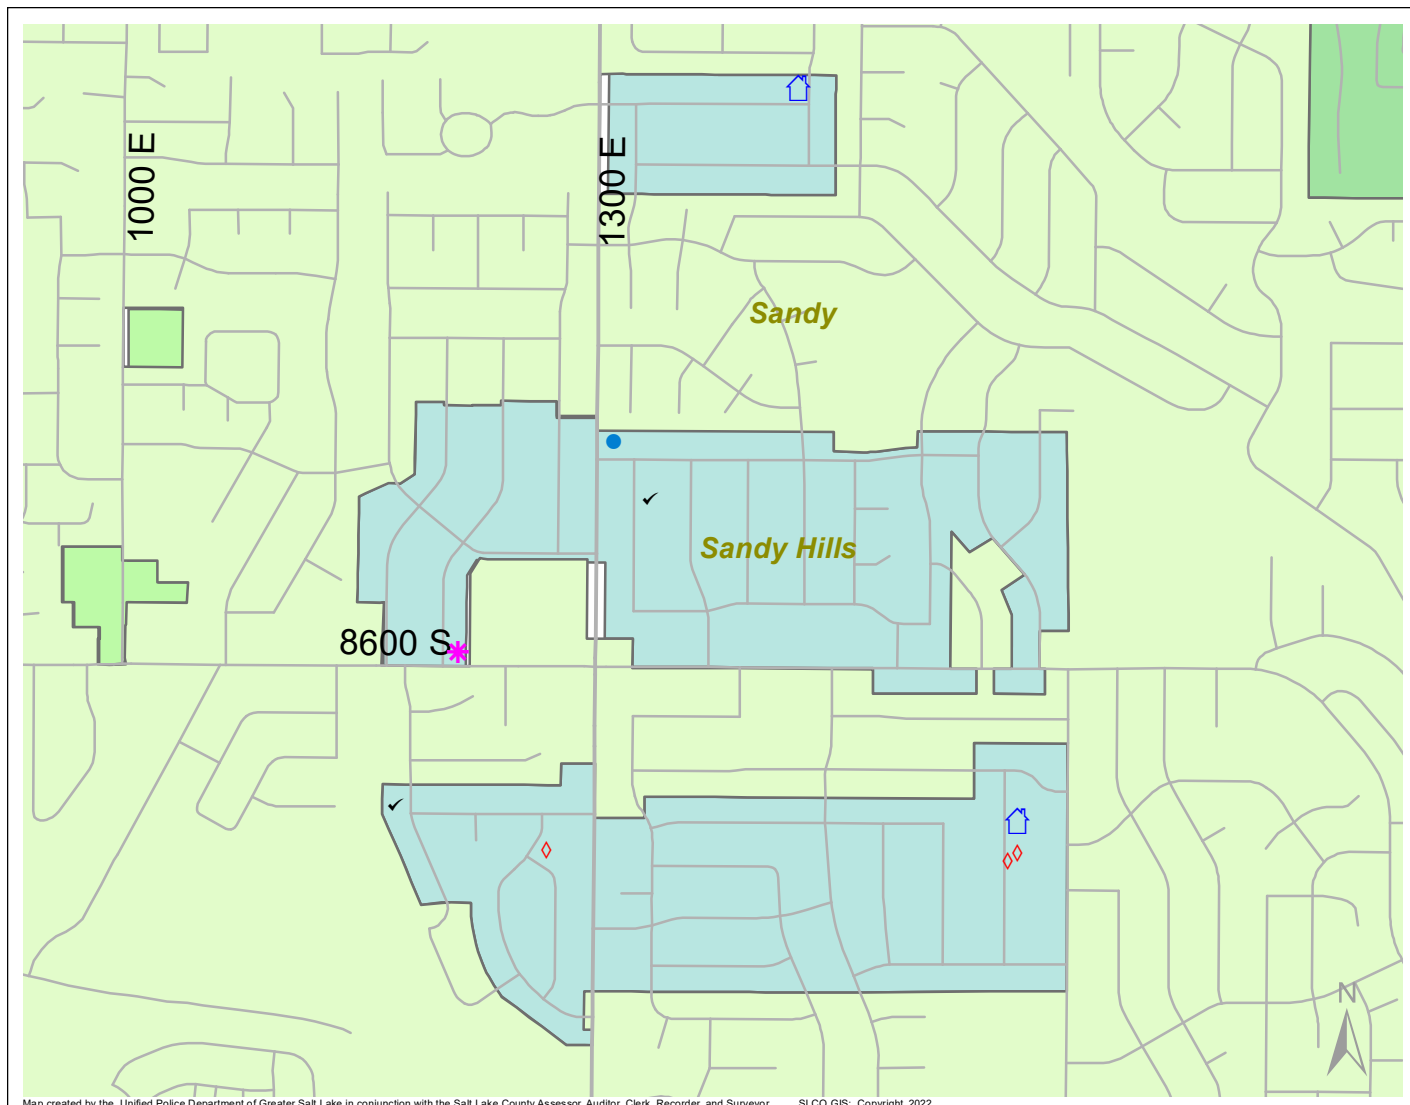 1000 E
1300 E
Sandy
Sandy Hills
8600 S
N
Map created by the Unified Police Department of Greater Salt Lake in conjunction with the Salt Lake County Assessor, Auditor, Clerk, Recorder, and Surveyor. SLCO GIS: Copyright 2022